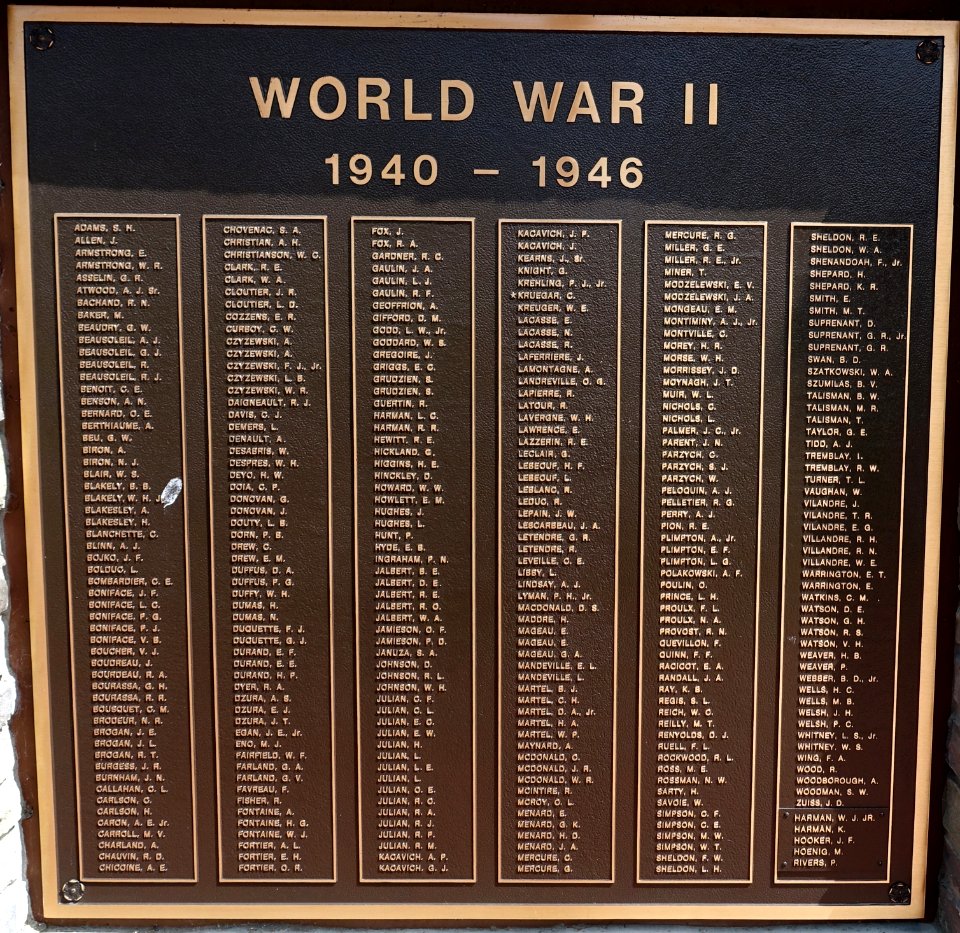 WORLD WAR II
1940 – 1946
ADAMS, S. H.
ALLEN, J.
ARMSTRONG, E.
ARMSTRONG, W. R.
ASSELIN, G. R.
ATWOOD, A. J. Sr.
BACHAND, R. N.
BAKER, M.
BEAUDRY, G. W.
BEAUSOLEIL, A. J.
BEAUSOLEIL, G. J.
BEAUSOLEIL, R.
BEAUSOLEIL, R. J.
BENOIT, C. E.
BENSON, A. N.
BERNARD, O. E.
BERTHIAUME, A.
BEU, G. W.
BIRON, A.
BIRON, N. J.
BLAIR, W. S.
BLAKELY, B. B.
BLAKELY, W. H. J
BLAKESLEY, A.
BLAKESLEY, H.
BLANCHETTE, C.
BLINN, A. J.
BOJKO, J. F.
BOLDUC, L.
BOMBARDIER, C. E.
BONIFACE, J. F.
BONIFACE, L. C.
BONIFACE, P. G.
BONIFACE, P. J.
BONIFACE, V. S.
BOUCHER, V. J.
BOUDREAU, J.
BOURDEAU, R. A.
BOURASSA, G. H.
BOURASSA, R. R.
BOUSQUET, C. M.
BRODEUR, N. R.
BROGAN, J. E.
BROGAN, J. L.
BROGAN, R. T.
BURGESS, J. R.
BURNHAM, J. N.
CALLAHAN, C. L.
CARLSON, C.
CARLSON, H.
CARON, A. E. Jr.
CARROLL, M. V.
CHARLAND, A.
CHAUVIN, R. D.
CHICOINE, A. E.
CHOVENAC, S. A.
CHRISTIAN, A. H.
CHRISTIANSON, W. C.
CLARK, R. E.
CLARK, W. A.
CLOUTIER, J. R.
CLOUTIER, L. D.
COZZENS, E. R.
CURBOY, C. W.
CZYZEWSKI, A.
CZYZEWSKI, A.
CZYZEWSKI, F. J., Jr.
CZYZEWSKI, L. B.
CZYZEWSKI, W. R.
DAIGNEAULT, R. J.
DAVIS, C. J.
DEMERS, L.
DENAULT, A.
DESABRIS, W.
DESPRES, W. H.
DEYO, H. W.
DOIA, C. P.
DONOVAN, G.
DONOVAN, J.
DOUTY, L. B.
DORN, P. B.
DREW, C.
DREW, E. M.
DUFFUS, D. A.
DUFFUS, P. G.
DUFFY, W. H.
DUMAS, H.
DUMAS, N.
DUQUETTE, F. J.
DUQUETTE, G. J.
DURAND, E. F.
DURAND, E. E.
DURAND, H. P.
DYER, R. A.
DZURA, A. S.
DZURA, E. J.
DZURA, J. T.
EGAN, J. E., Jr.
ENO, M. J.
FAIRFIELD, W. F.
FARLAND, G. A.
FARLAND, G. V.
FAVREAU, F.
FISHER, R.
FONTAINE, A.
FONTAINE, H. G.
FONTAINE, W. J.
FORTIER, A. L.
FORTIER, E. H.
FORTIER, O. R.
FOX, J.
FOX, R. A.
GARDNER, R. C.
GAULIN, J. A.
GAULIN, L. J.
GAULIN, R. F.
GEOFFRION, A.
GIFFORD, D. M.
GODD, L. W., Jr.
GODDARD, W. S.
GREGOIRE, J.
GRIGGS, E. C.
GRUDZIEN, S.
GRUDZIEN, S.
GUERTIN, R.
HARMAN, L. C.
HARMAN, R. R.
HEWITT, R. E.
HICKLAND, C.
HIGGINS, H. E.
HINCKLEY, D.
HOWARD, W. W.
HOWLETT, E. M.
HUGHES, J.
HUGHES, L.
HUNT, P.
HYDE, E. B.
INGRAHAM, P. N.
JALBERT, B. E.
JALBERT, D. E.
JALBERT, R. E.
JALBERT, R. O.
JALBERT, W. A.
JAMIESON, O. F.
JAMIESON, P. D.
JANUZA, S. A.
JOHNSON, D.
JOHNSON, R. L.
JOHNSON, W. H.
JULIAN, C. F.
JULIAN, C. L.
JULIAN, E. C.
JULIAN, E. W.
JULIAN, H.
JULIAN, L.
JULIAN, L. E.
JULIAN, L.
JULIAN, O. E.
JULIAN, R. C.
JULIAN, R. A.
JULIAN, R. J.
JULIAN, R. P.
JULIAN, R. M.
KACAVICH, A. P.
KACAVICH, G. J.
KACAVICH, J. P.
KACAVICH, J.
KEARNS, J., Sr.
KNIGHT, G.
KREHLING, P. J., Jr.
*KRUEGAR, C.
KREUGER, W. E.
LACASSE, E.
LACASSE, N.
LACASSE, R.
LAFERRIERE, J.
LAMONTAGNE, A.
LANDREVILLE, O. G.
LAPIERRE, R.
LATOUR, R.
LAVERGNE, W. H.
LAWRENCE, E.
LAZZERIN, R. E.
LECLAIR, G.
LEBEOUF, H. F.
LEBEOUF, L.
LEBLANC, R.
LEDUC, R.
LEPAIN, J. W.
LESCARBEAU, J. A.
LETENDRE, G. R.
LETENDRE, R.
LEVEILLE, C. E.
LIBBY, L.
LINDSAY, A. J.
LYMAN, P. H., Jr.
MACDONALD, D. S.
MADORE, H.
MAGEAU, E.
MAGEAU, E.
MAGEAU, G. A.
MANDEVILLE, E. L.
MANDEVILLE, L.
MARTEL, B. J.
MARTEL, C. H.
MARTEL, D. A., Jr.
MARTEL, H. A.
MARTEL, W. P.
MAYNARD, A.
MCDONALD, C.
MCDONALD, J. R.
MCDONALD, W. R.
MCINTIRE, R.
MCROY, C. L.
MENARD, E.
MENARD, G. K.
MENARD, H. D.
MENARD, J. A.
MERCURE, C.
MERCURE, G.
MERCURE, R. G.
MILLER, G. E.
MILLER, R. E., Jr.
MINER, T.
MODZELEWSKI, E. V.
MODZELEWSKI, J. A.
MONGEAU, E. M.
MONTIMINY, A. J., Jr.
MONTVILLE, C.
MOREY, H. R.
MORSE, W. H.
MORRISSEY, J. D.
MOYNAGH, J. T.
MUIR, W. L.
NICHOLS, C.
NICHOLS, L.
PALMER, J. C., Jr.
PARENT, J. N.
PARZYCH, C.
PARZYCH, S. J.
PARZYCH, W.
PELOQUIN, A. J.
PELLETIER, R. G.
PERRY, A. J.
PION, R. E.
PLIMPTON, A., Jr.
PLIMPTON, E. F.
PLIMPTON, L. G.
POLAKOWSKI, A. F.
POULIN, O.
PRINCE, L. H.
PROULX, F. L.
PROULX, N. A.
PROVOST, R. N.
QUEVILLON, F.
QUINN, F. F.
RACICOT, E. A.
RANDALL, J. A.
RAY, K. B.
REGIS, S. L.
REICH, W. C.
REILLY, M. T.
RENYOLDS, D. J.
RUELL, F. L.
ROCKWOOD, R. L.
ROSS, M. E.
ROSSMAN, N. W.
SARTY, H.
SAVOIE, W.
SIMPSON, C. F.
SIMPSON, C. E.
SIMPSON, M. W.
SIMPSON, W. T.
SHELDON, F. W.
SHELDON, L. H.
SHELDON, R. E.
SHELDON, W. A.
SHENANDOAH, F., Jr.
SHEPARD, H.
SHEPARD, K. R.
SMITH, E.
SMITH, M. T.
SUPRENANT, D.
SUPRENANT, G. R., Jr.
SUPRENANT, G. R.
SWAN, B. D.
SZATKOWSKI, W. A.
SZUMILAS, B. V.
TALISMAN, B. W.
TALISMAN, M. R.
TALISMAN, T.
TAYLOR, G. E.
TIDD, A. J.
TREMBLAY, I.
TREMBLAY, R. W.
TURNER, T. L.
VAUGHAN, W.
VILANDRE, J.
VILANDRE, T. R.
VILANDRE, E. G.
VILLANDRE, R. H.
VILLANDRE, R. N.
VILLANDRE, W. E.
WARRINGTON, E. T.
WARRINGTON, E.
WATKINS, C. M.
WATSON, D. E.
WATSON, G. H.
WATSON, R. S.
WATSON, V. H.
WEAVER, H. B.
WEAVER, P.
WEBBER, B. D., Jr.
WELLS, H. C.
WELLS, M. B.
WELSH, J. H.
WELSH, P. C.
WHITNEY, L. S., Jr.
WHITNEY, W. S.
WING, F. A.
WOOD, R.
WOODBOROUGH, A.
WOODMAN, S. W.
ZUISS, J. D.
HARMAN, W. J. JR.
HARMAN, K.
HOOKER, J. F.
HOENIG, M.
RIVERS, P.